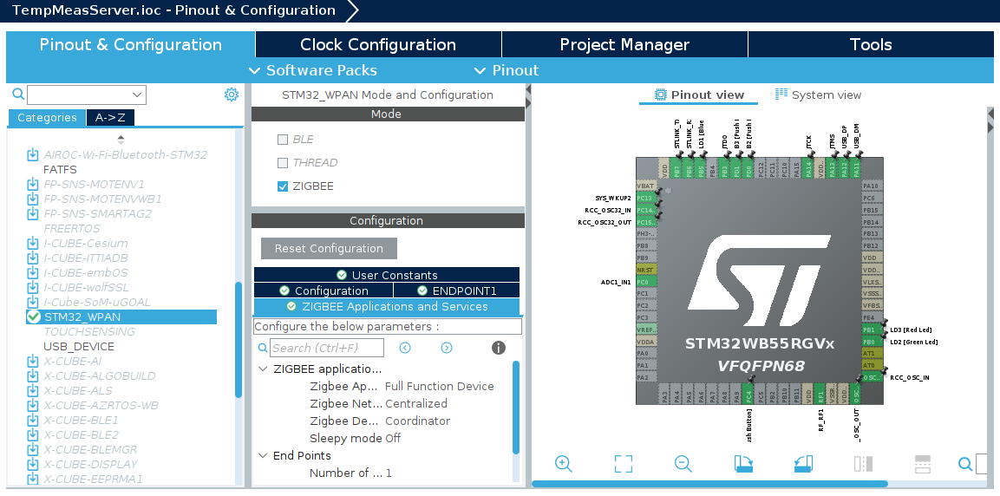 TempMeasServer.ioc - Pinout & Configuration
Pinout & Configuration
Clock Configuration
Project Manager
Tools
Software Packs
Pinout
Categories
A->Z
AIROC-Wi-Fi-Bluetooth-STM32
FATFS
FP-SNS-MOTENV1
FP-SNS-MOTENVWB1
FP-SNS-SMARTAG2
FREERTOS
I-CUBE-Cesium
I-CUBE-ITTIADB
I-CUBE-embOS
I-CUBE-wolfSSL
I-Cube-SoM-uGOAL
STM32_WPAN
TOUCHSENSING
USB_DEVICE
X-CUBE-AI
X-CUBE-ALGOBUILD
X-CUBE-ALS
X-CUBE-AZRTOS-WB
X-CUBE-BLE1
X-CUBE-BLE2
X-CUBE-BLEMGR
X-CUBE-DISPLAY
X-CUBE-EEPRMA1
STM32_WPAN Mode and Configuration
Mode
BLE
THREAD
ZIGBEE
Configuration
Reset Configuration
User Constants
Configuration
ENDPOINT1
ZIGBEE Applications and Services
Configure the below parameters :
Search (Ctrl+F)
ZIGBEE applicatio...
Zigbee Ap... Full Function Device
Zigbee Net... Centralized
Zigbee De... Coordinator
Sleepy mode Off
End Points
Number of ... 1
Pinout view
System view
STLINK_T
STLINK_R
LD1 [Blue
JTDO
B3 [Push
B2 [Push
JTCK
JTMS
USB_DP
USB_DM
VDD
PB7
PB6
PB5
PB4
PB3
PD1
PD0
PC12
PC11
PC10
PA15
PA14
VDD..
PA13
PA12
PA11
SYS_WKUP2
RCC_OSC32_IN
RCC_OSC32_OUT
ADC1_IN1
VBAT
PC13
PC14..
PC15..
PH3-..
PB8
PB9
NRST
PC0
PC1
PC2
PC3
VREF..
VDDA
PA0
PA1
PA2
STM32WB55RGVx
VFQFPN68
PA10
PC6
PB15
PB14
PB13
PB12
VDD
VDD..
VLXS..
VSSS..
VFBS..
PE4
PB1
PB0
AT1
AT0
OSC..
LD3 [Red Led]
LD2 [Green Led]
RCC_OSC_IN
PA3
PA4
PA5
PA6
PA7
PA8
PA9
PC4
PC5
PB2
PB10
PB11
VDD
RF1
VSSR..
VDD..
OSC..
ush Button]
RF_RF1
_OSC_OUT